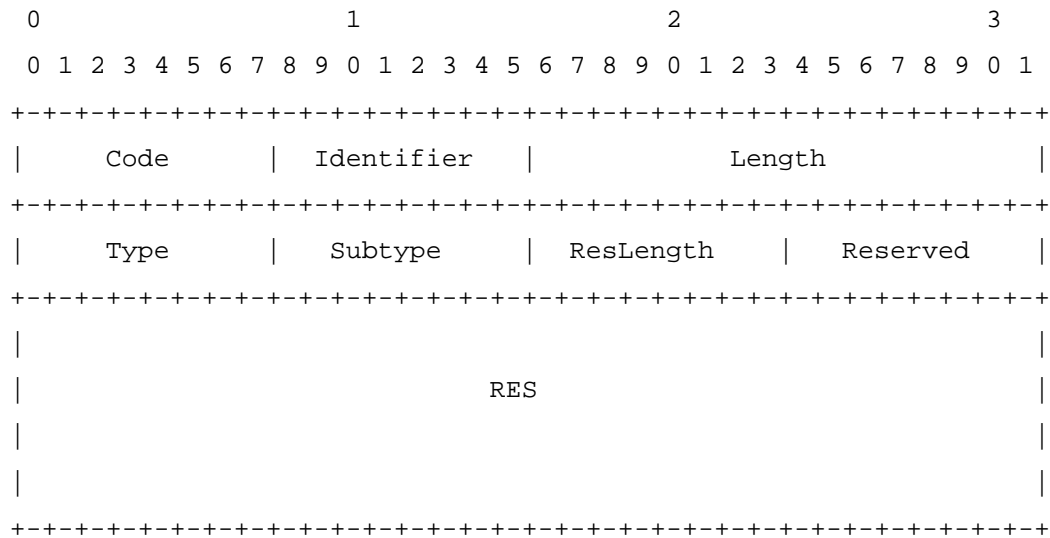 0                   1                   2                   3
0 1 2 3 4 5 6 7 8 9 0 1 2 3 4 5 6 7 8 9 0 1 2 3 4 5 6 7 8 9 0 1
+-+-+-+-+-+-+-+-+-+-+-+-+-+-+-+-+-+-+-+-+-+-+-+-+-+-+-+-+-+-+-+-+
|     Code      |  Identifier   |            Length             |
+-+-+-+-+-+-+-+-+-+-+-+-+-+-+-+-+-+-+-+-+-+-+-+-+-+-+-+-+-+-+-+-+
|     Type      |   Subtype     |  ResLength    |   Reserved    |
+-+-+-+-+-+-+-+-+-+-+-+-+-+-+-+-+-+-+-+-+-+-+-+-+-+-+-+-+-+-+-+-+
|                                                               |
|                             RES                               |
|                                                               |
|                                                               |
+-+-+-+-+-+-+-+-+-+-+-+-+-+-+-+-+-+-+-+-+-+-+-+-+-+-+-+-+-+-+-+-+